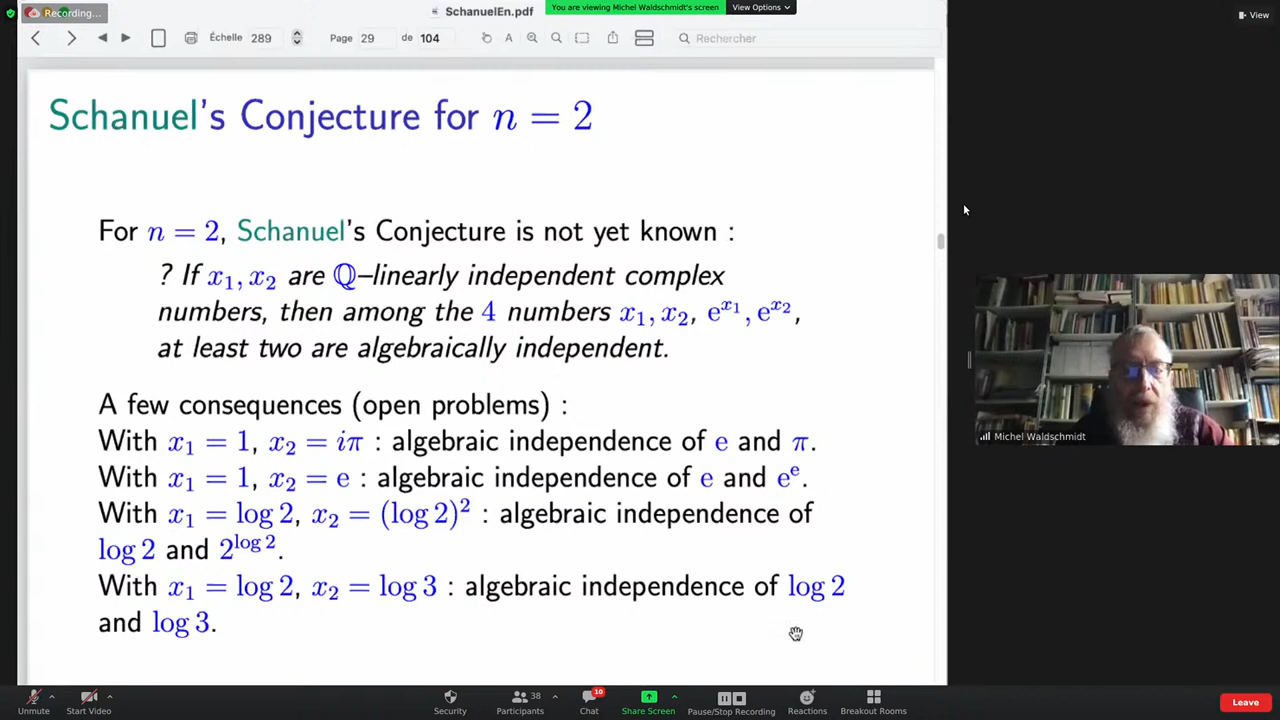 Recording...
SchanuelEn.pdf
You are viewing Michel Waldschmidt's screen
View Options
View
Échelle 289
Page 29 de 104
Rechercher
Schanuel's Conjecture for n = 2
For n = 2, Schanuel's Conjecture is not yet known :
? If x₁, x₂ are ℚ–linearly independent complex
numbers, then among the 4 numbers x₁, x₂, e^{x₁}, e^{x₂},
at least two are algebraically independent.
A few consequences (open problems) :
With x₁ = 1, x₂ = iπ : algebraic independence of e and π.
With x₁ = 1, x₂ = e : algebraic independence of e and e^e.
With x₁ = log 2, x₂ = (log 2)² : algebraic independence of
log 2 and 2^{log 2}.
With x₁ = log 2, x₂ = log 3 : algebraic independence of log 2
and log 3.
Michel Waldschmidt
Unmute
Start Video
Security
Participants 38
Chat 10
Share Screen
Pause/Stop Recording
Reactions
Breakout Rooms
Leave